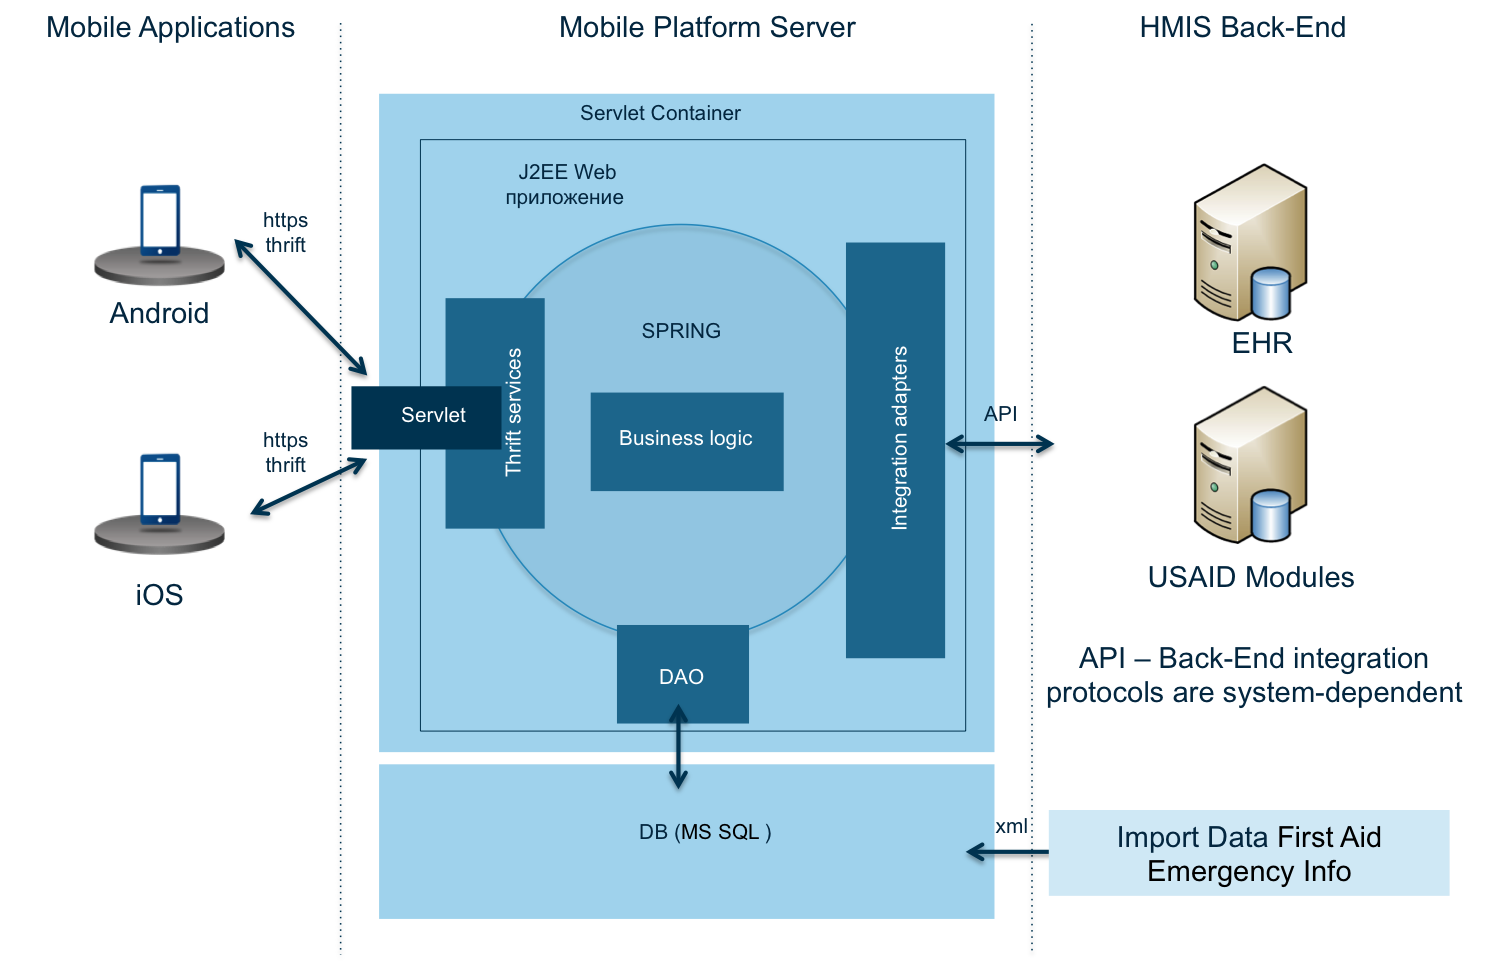 Mobile Applications
Mobile Platform Server
HMIS Back-End
Servlet Container
J2EE Web
приложение
https
thrift
Android
SPRING
EHR
Thrift services
Servlet
Business logic
Integration adapters
API
https
thrift
iOS
USAID Modules
API – Back-End integration
protocols are system-dependent
DAO
DB (MS SQL )
xml
Import Data First Aid
Emergency Info